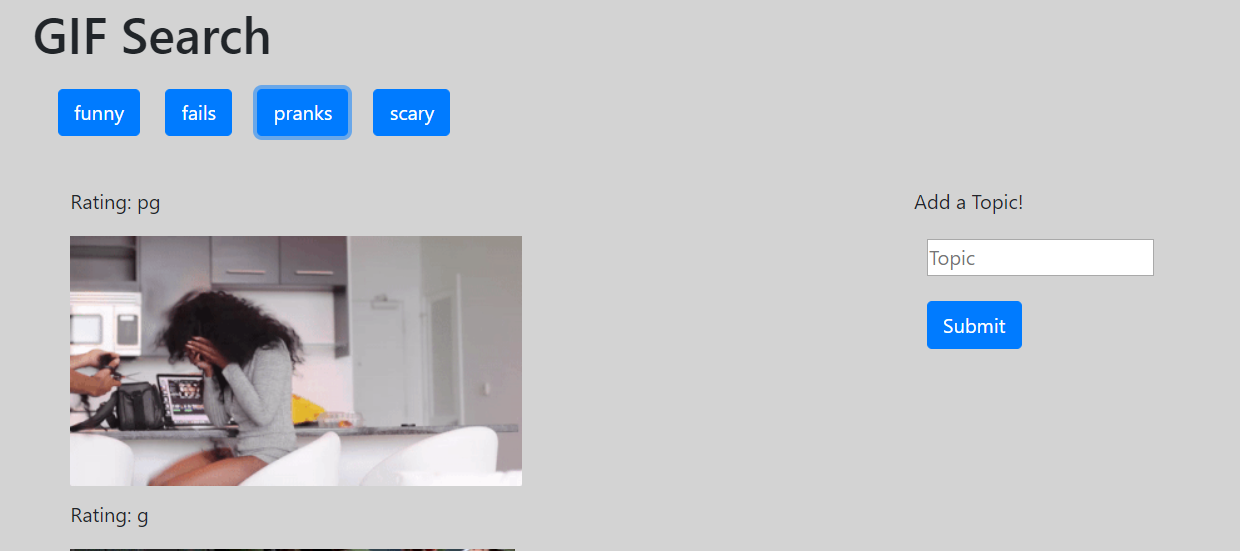 GIF Search
funny fails pranks scary
Rating: pg
Add a Topic!
Topic
Submit
Rating: g